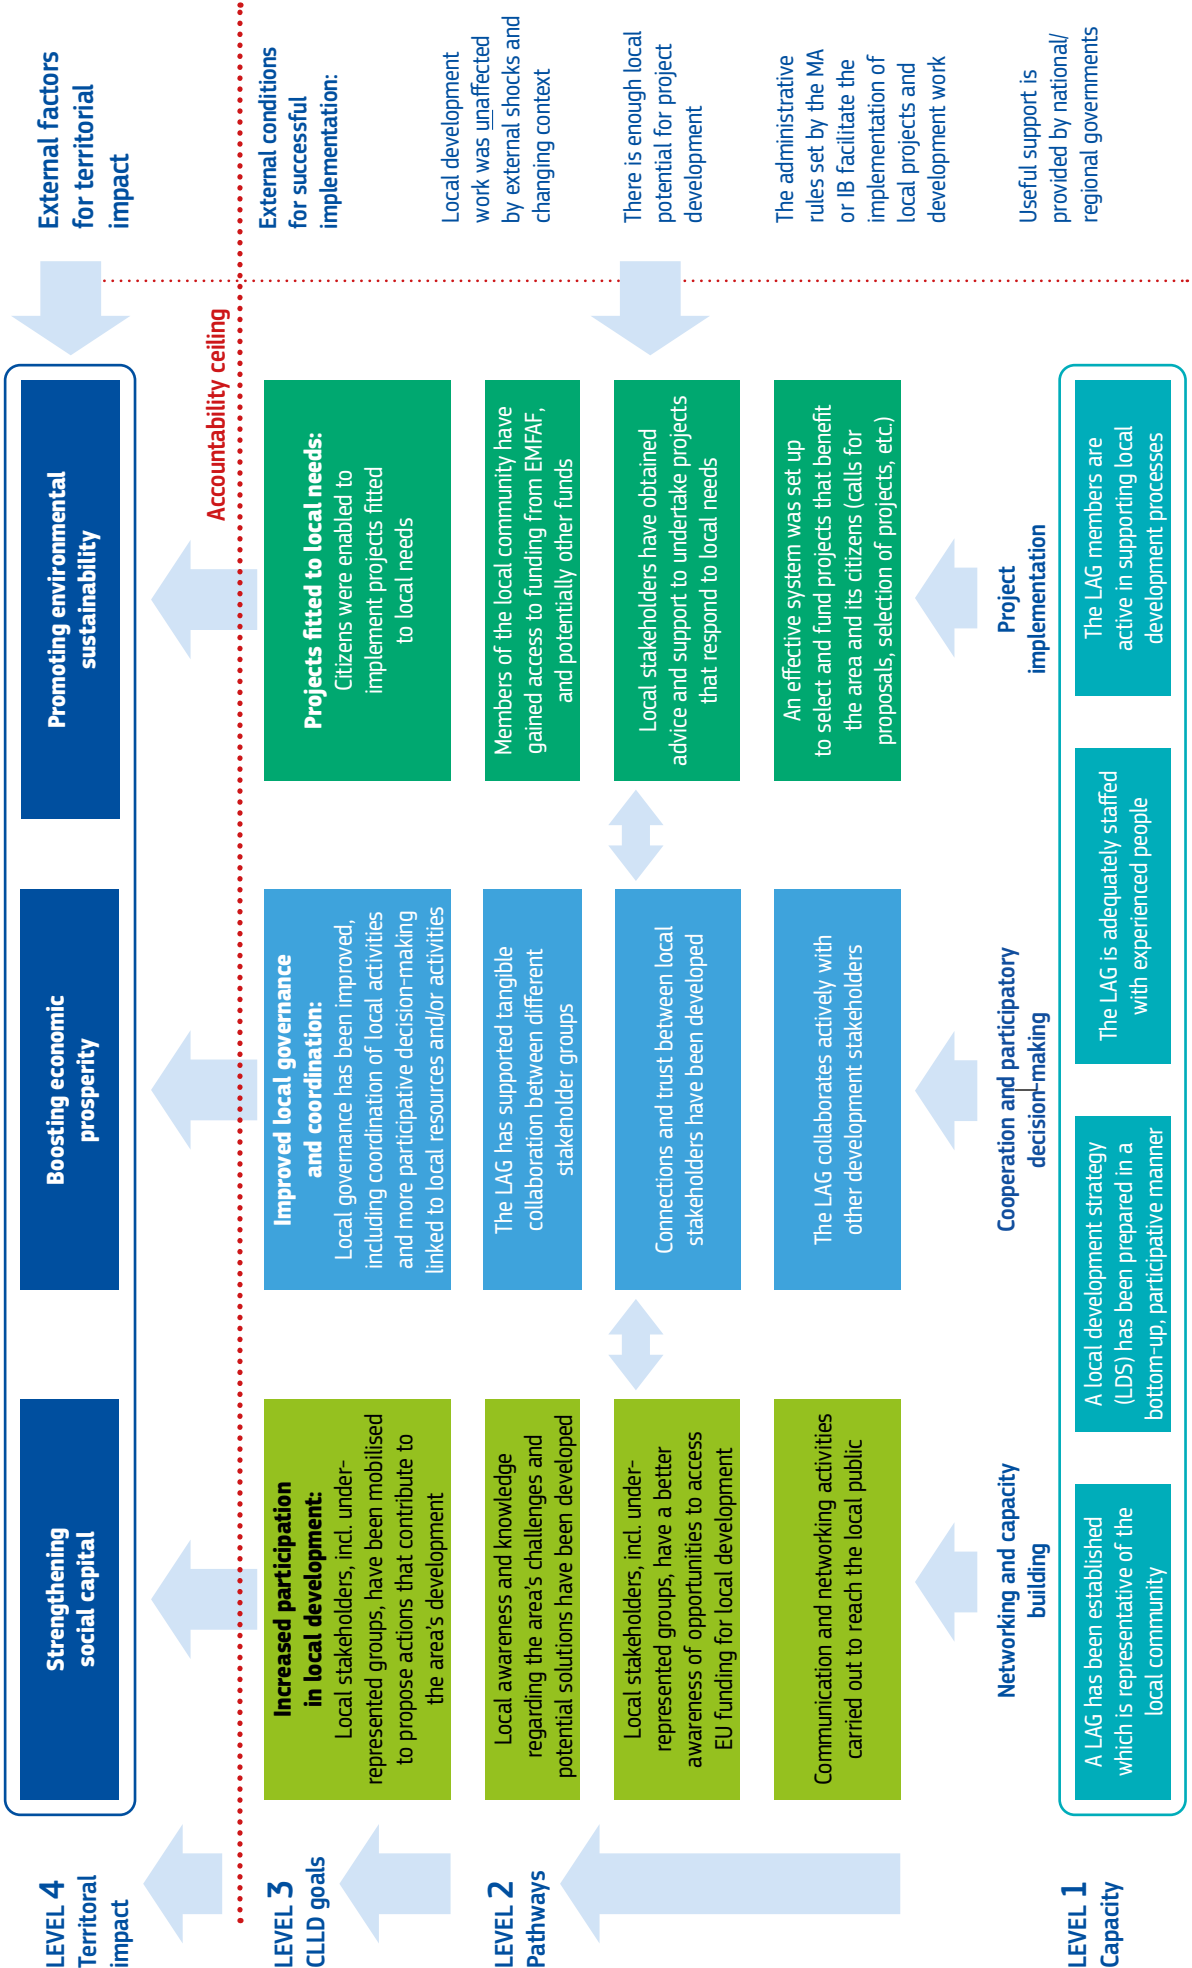 LEVEL 4
Territoral
impact
Strengthening
social capital
Boosting economic
prosperity
Promoting environmental
sustainability
External factors
for territorial
impact
Accountability ceiling
LEVEL 3
CLLD goals
Increased participation
in local development:
Local stakeholders, incl. under-
represented groups, have been mobilised
to propose actions that contribute to
the area's development
Improved local governance
and coordination:
Local governance has been improved,
including coordination of local activities
and more participative decision-making
linked to local resources and/or activities
Projects fitted to local needs:
Citizens were enabled to
implement projects fitted
to local needs
External conditions
for successful
implementation:
LEVEL 2
Pathways
Local awareness and knowledge
regarding the area's challenges and
potential solutions have been developed
The LAG has supported tangible
collaboration between different
stakeholder groups
Members of the local community have
gained access to funding from EMFAF,
and potentially other funds
Local development
work was unaffected
by external shocks and
changing context
Local stakeholders, incl. under-
represented groups, have a better
awareness of opportunities to access
EU funding for local development
Connections and trust between local
stakeholders have been developed
Local stakeholders have obtained
advice and support to undertake projects
that respond to local needs
There is enough local
potential for project
development
Communication and networking activities
carried out to reach the local public
The LAG collaborates actively with
other development stakeholders
An effective system was set up
to select and fund projects that benefit
the area and its citizens (calls for
proposals, selection of projects, etc.)
The administrative
rules set by the MA
or IB facilitate the
implementation of
local projects and
development work
Networking and capacity
building
Cooperation and participatory
decision-making
Project
implementation
Useful support is
provided by national/
regional governments
LEVEL 1
Capacity
A LAG has been established
which is representative of the
local community
A local development strategy
(LDS) has been prepared in a
bottom-up, participative manner
The LAG is adequately staffed
with experienced people
The LAG members are
active in supporting local
development processes